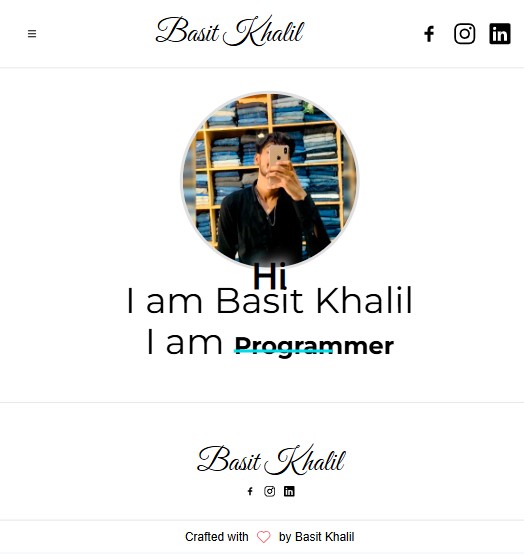 Basit Khalil
Hi
I am Basit Khalil
I am Programmer
Basit Khalil
Crafted with by Basit Khalil